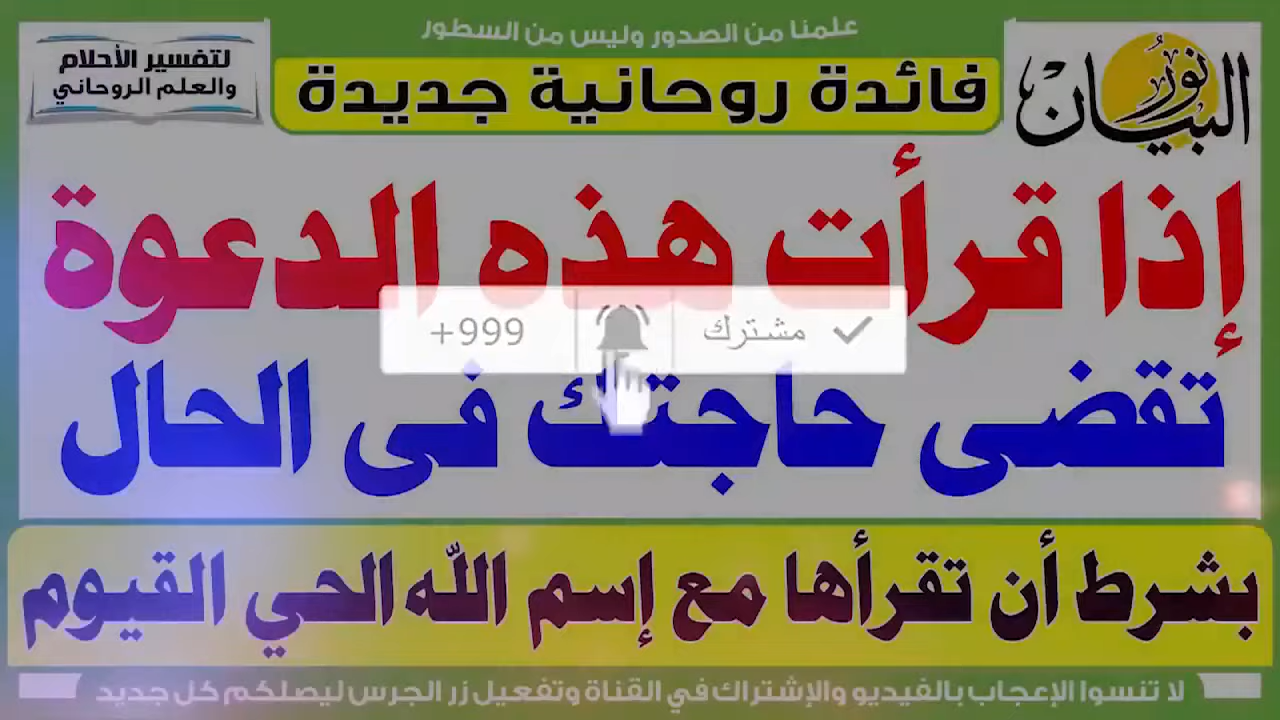 علمنا من الصدور وليس من السطور
نور البيان
فائدة روحانية جديدة
لتفسير الأحلام
والعلم الروحاني
إذا قرأت هذه الدعوة
مشترك
999+
تقضى حاجتك فى الحال
بشرط أن تقرأها مع إسم الله الحي القيوم
لا تنسوا الإعجاب بالفيديو والإشتراك في القناة وتفعيل زر الجرس ليصلكم كل جديد